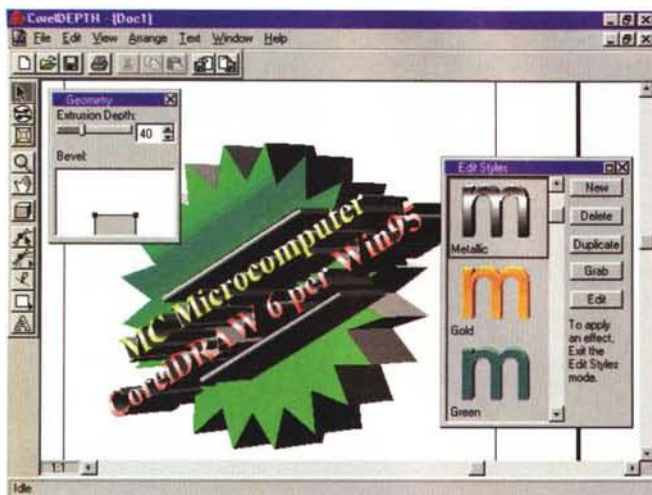 CorelDEPTH - [Doc1]
File Edit View Arrange Text Window Help
Geometry
Extrusion Depth:
40
Bevel:
MC Microcomputer
CorelDRAW 6 per Win95
Edit Styles
Metallic
Gold
Green
New
Delete
Duplicate
Grab
Edit
To apply
an effect,
Exit the
Edit Styles
mode.
1:1
Idle